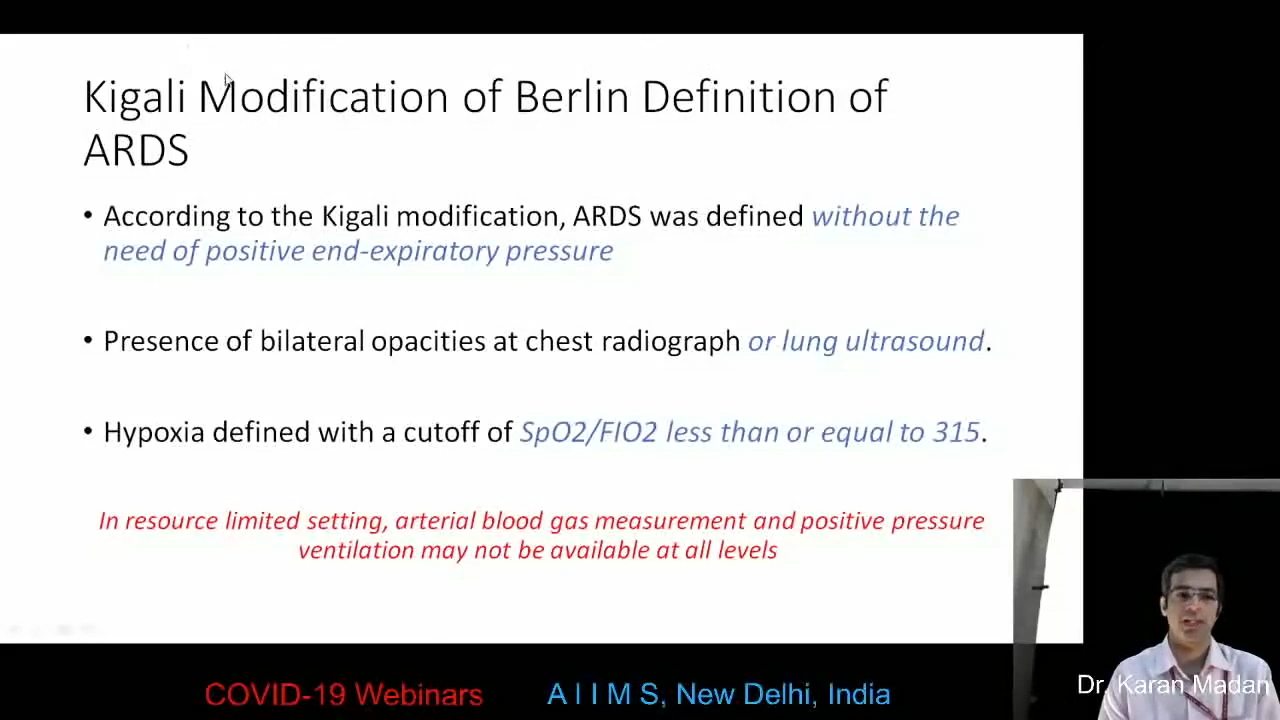 Kigali Modification of Berlin Definition of
ARDS
• According to the Kigali modification, ARDS was defined without the
need of positive end-expiratory pressure
• Presence of bilateral opacities at chest radiograph or lung ultrasound.
• Hypoxia defined with a cutoff of SpO2/FIO2 less than or equal to 315.
In resource limited setting, arterial blood gas measurement and positive pressure
ventilation may not be available at all levels
Dr. Karan Madan
COVID-19 Webinars A I I M S, New Delhi, India